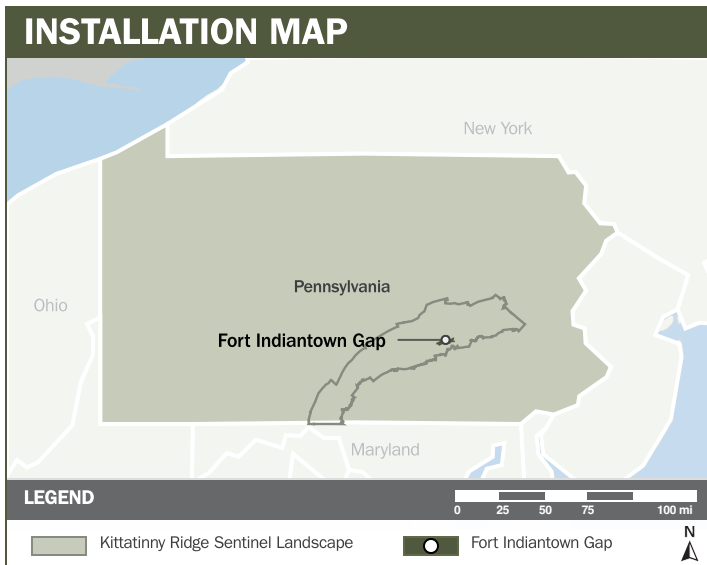 INSTALLATION MAP
New York
Pennsylvania
Ohio
Fort Indiantown Gap
Maryland
LEGEND
0 25 50 75 100 mi
Kittatinny Ridge Sentinel Landscape
Fort Indiantown Gap
N